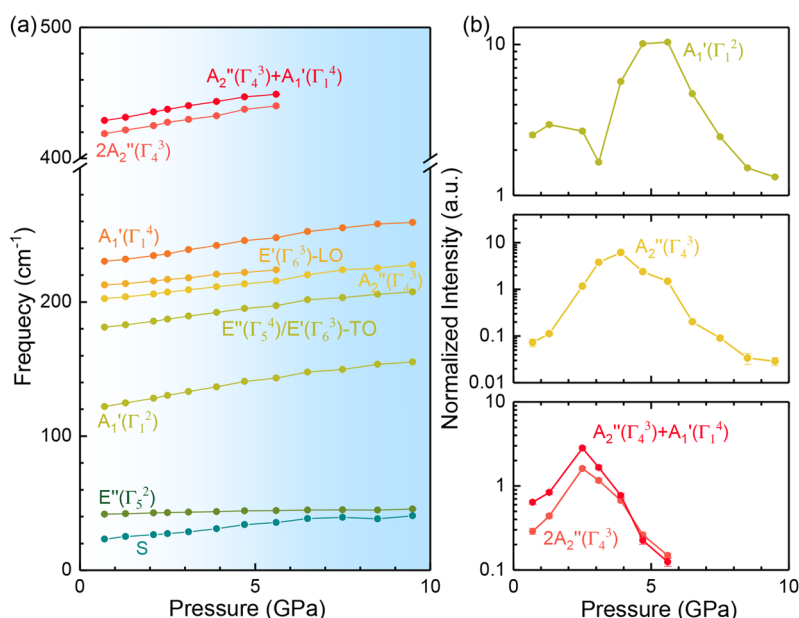 (a)
500
A₂"(Γ₄³)+A₁'(Γ₁⁴)
2A₂"(Γ₄³)
400
A₁'(Γ₁⁴)
E'(Γ₆³)-LO
A₂"(Γ₄³)
200
E"(Γ₅⁴)/E'(Γ₆³)-TO
A₁'(Γ₁²)
100
E"(Γ₅²)
S
0
0
5
10
Frequecy (cm⁻¹)
Pressure (GPa)
(b)
10
A₁'(Γ₁²)
1
10
A₂"(Γ₄³)
1
0.1
0.01
10
A₂"(Γ₄³)+A₁'(Γ₁⁴)
1
2A₂"(Γ₄³)
0.1
0
5
10
Normalized Intensity (a.u.)
Pressure (GPa)